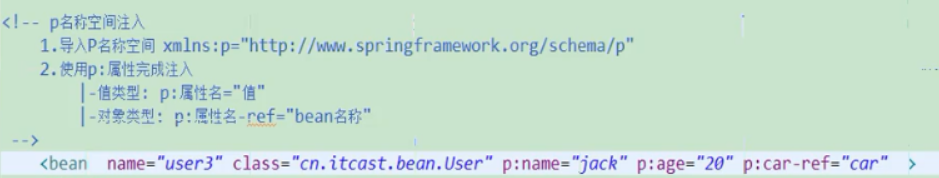 <!-- p名称空间注入
1.导入P名称空间 xmlns:p="http://www.springframework.org/schema/p"
2.使用p:属性完成注入
|-值类型: p:属性名="值"
|-对象类型: p:属性名-ref="bean名称"
-->
<bean name="user3" class="cn.itcast.bean.User" p:name="jack" p:age="20" p:car-ref="car" >